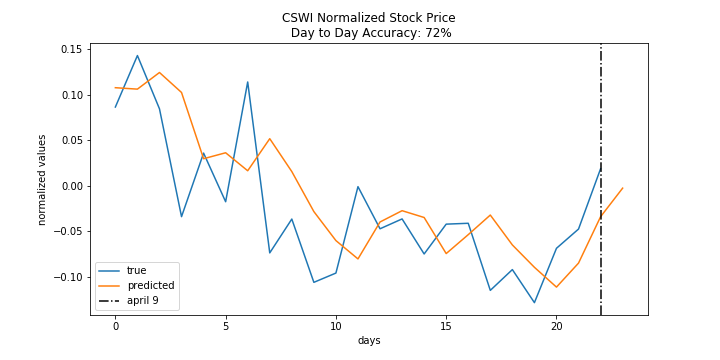 CSWI Normalized Stock Price
Day to Day Accuracy: 72%
normalized values
0.15
0.10
0.05
0.00
−0.05
−0.10
true
predicted
april 9
0 5 10 15 20
days